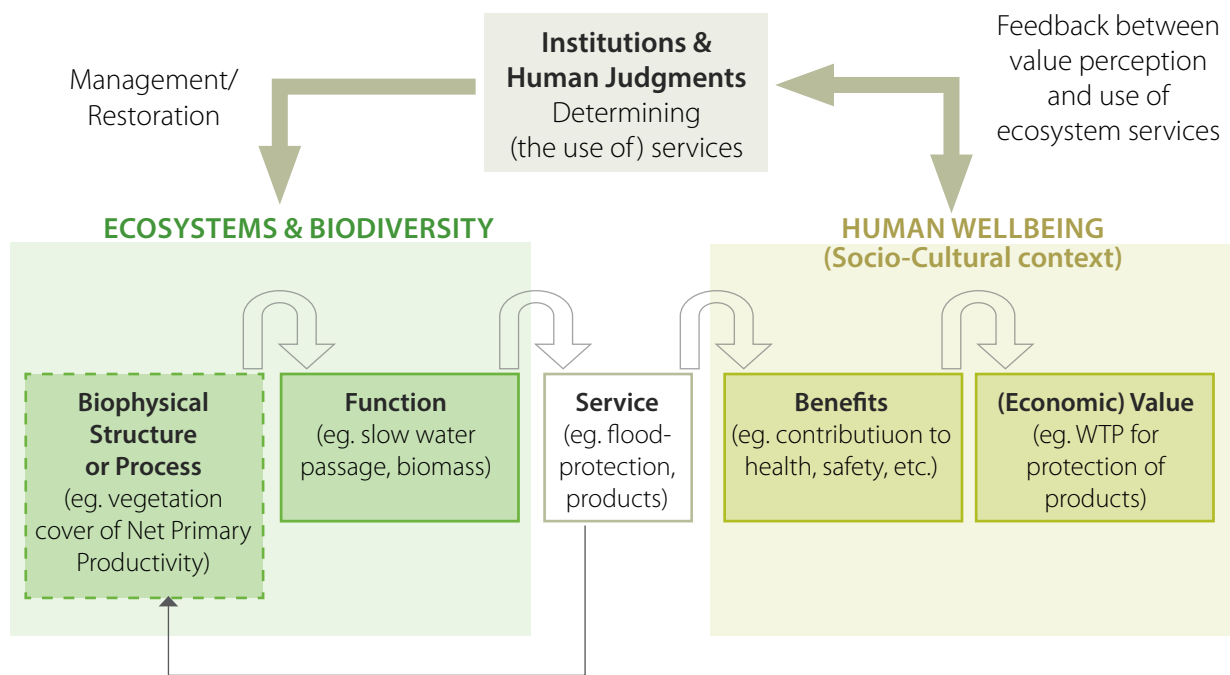 Institutions &
Human Judgments
Determining
(the use of) services
Management/
Restoration
Feedback between
value perception
and use of
ecosystem services
ECOSYSTEMS & BIODIVERSITY
HUMAN WELLBEING
(Socio-Cultural context)
Biophysical
Structure
or Process
(eg. vegetation
cover of Net Primary
Productivity)
Function
(eg. slow water
passage, biomass)
Service
(eg. flood-
protection,
products)
Benefits
(eg. contributiuon to
health, safety, etc.)
(Economic) Value
(eg. WTP for
protection of
products)